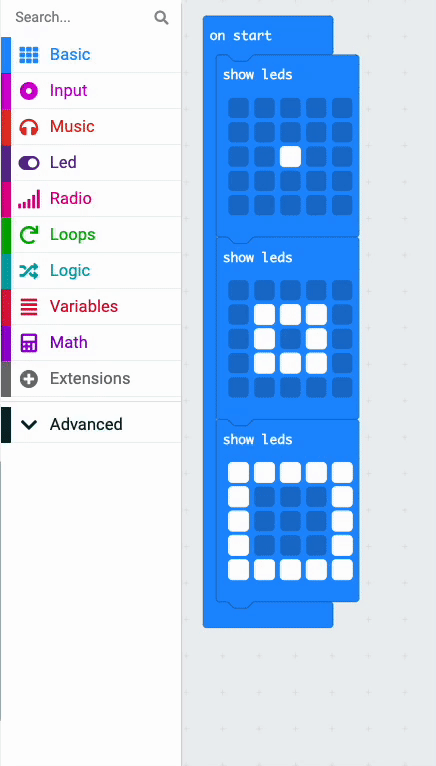 Search...
Basic
Input
Music
Led
Radio
Loops
Logic
Variables
Math
Extensions
Advanced
on start
show leds
show leds
show leds